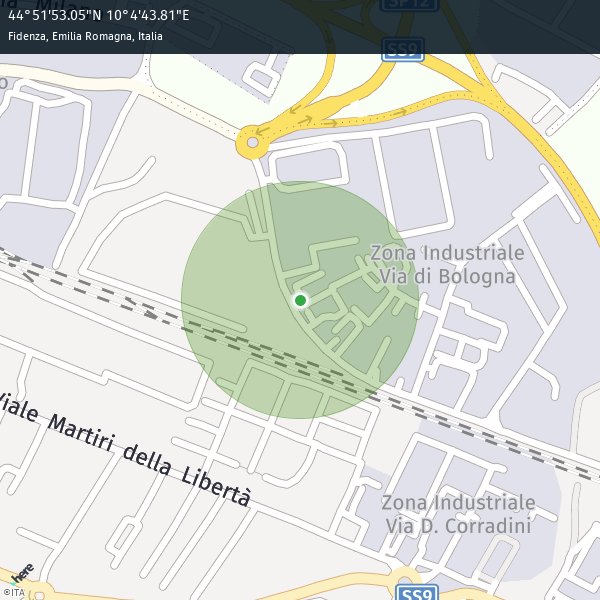 44°51'53.05"N 10°4'43.81"E
Fidenza, Emilia Romagna, Italia
SP12
SS9
Zona Industriale
Via di Bologna
Viale Martiri della Libertà
Zona Industriale
Via D. Corradini
SS9
here
©ITA